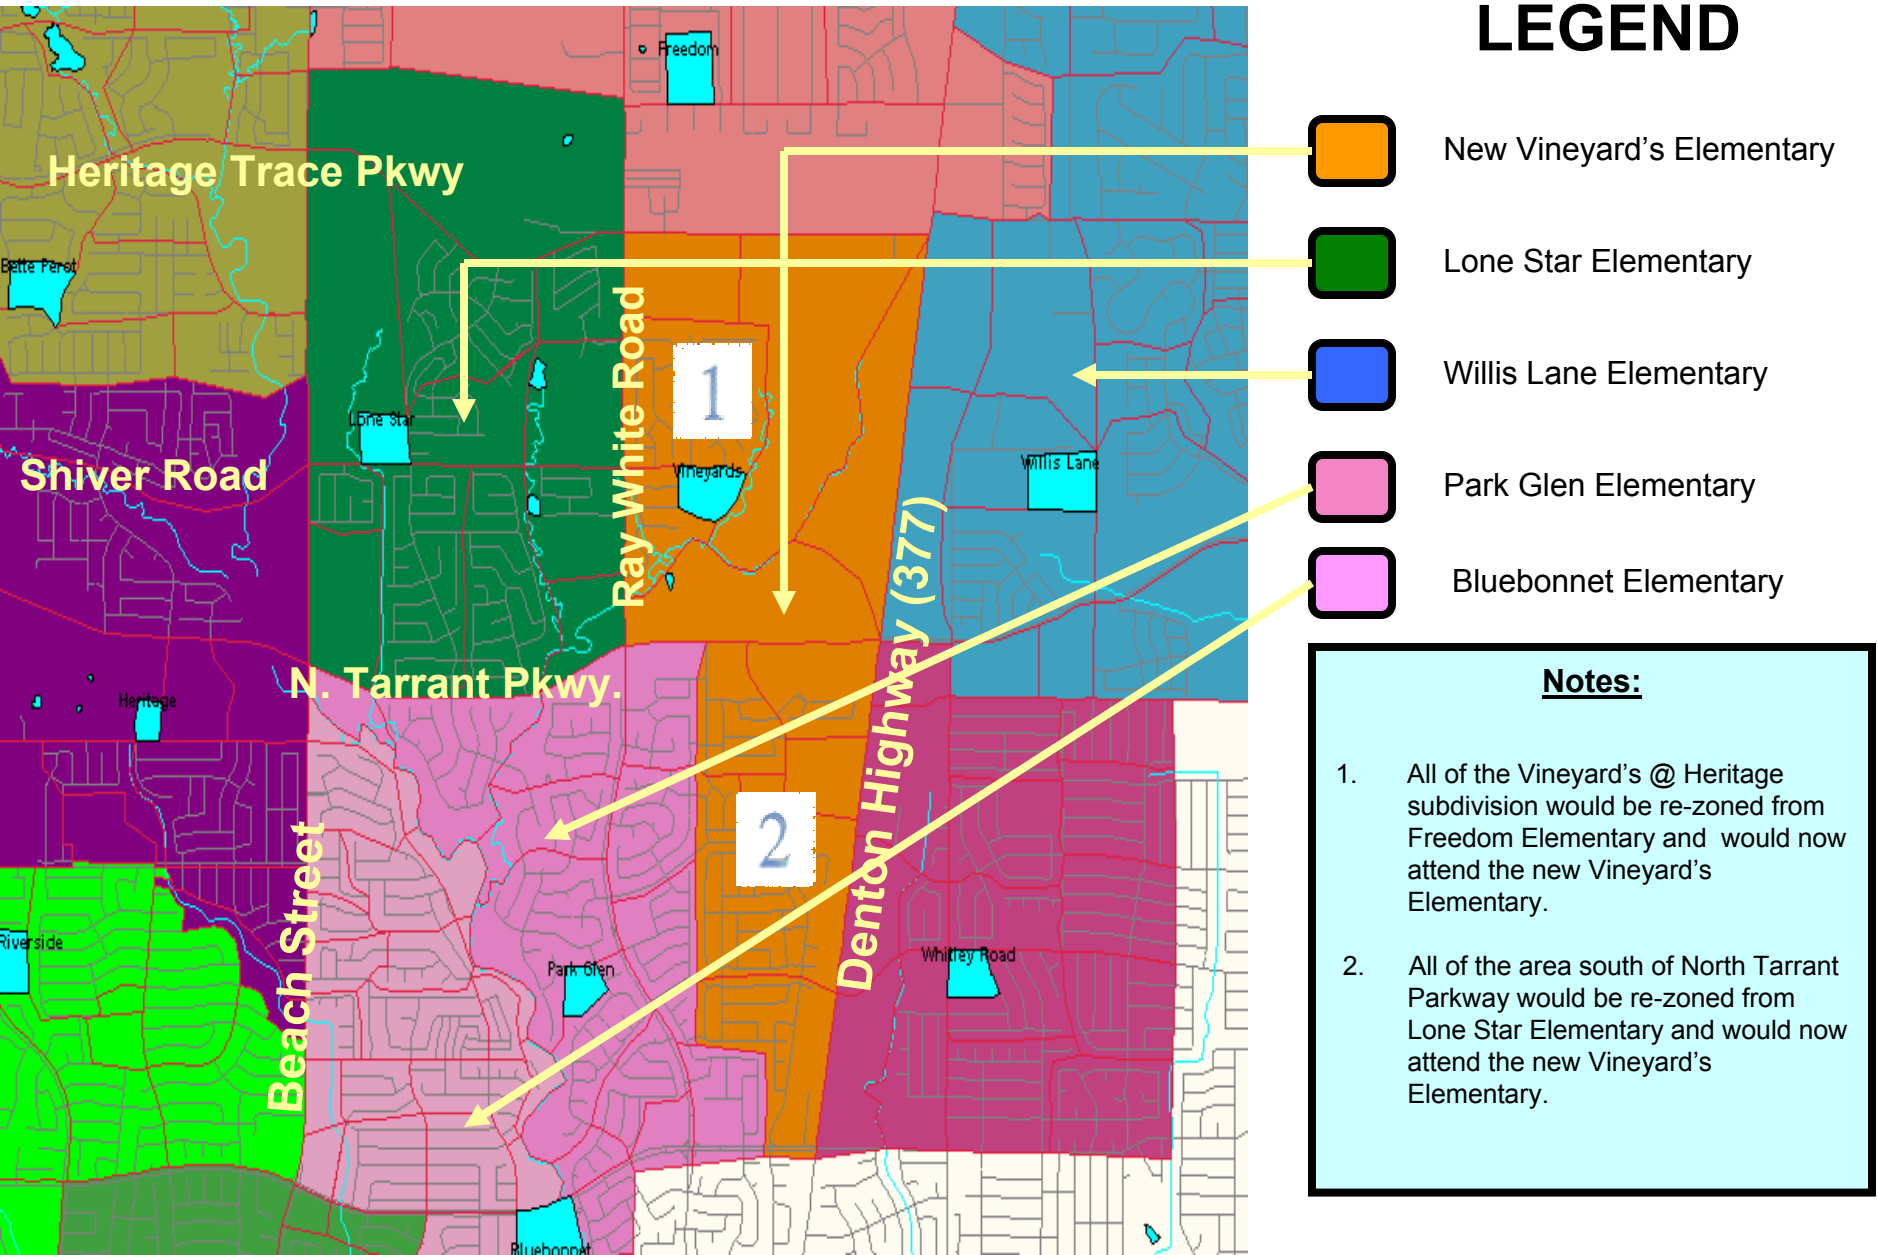 LEGEND
New Vineyard’s Elementary
Lone Star Elementary
Willis Lane Elementary
Park Glen Elementary
Bluebonnet Elementary
Notes:
1. All of the Vineyard’s @ Heritage
subdivision would be re-zoned from
Freedom Elementary and would now
attend the new Vineyard’s
Elementary.
2. All of the area south of North Tarrant
Parkway would be re-zoned from
Lone Star Elementary and would now
attend the new Vineyard’s
Elementary.
Freedom
Heritage Trace Pkwy
Bette Perot
Ray White Road
1
Lone Star
Shiver Road
Vineyards
Willis Lane
Denton Highway (377)
N. Tarrant Pkwy.
Heritage
2
Beach Street
Riverside
Park Glen
Whitley Road
Bluebonnet